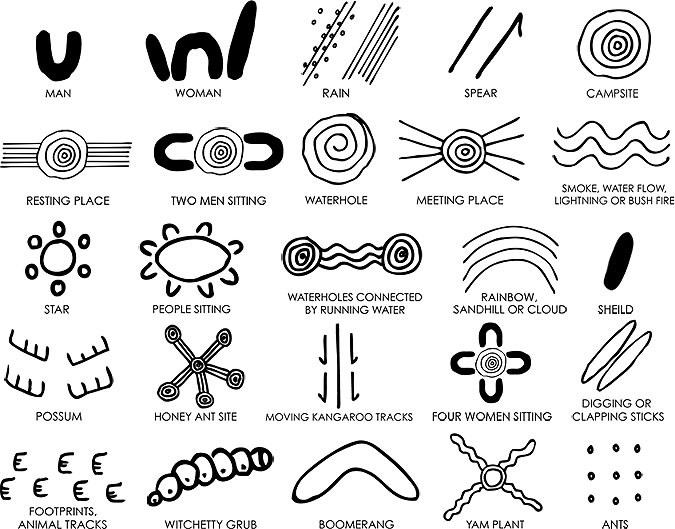 MAN
WOMAN
RAIN
SPEAR
CAMPSITE
RESTING PLACE
TWO MEN SITTING
WATERHOLE
MEETING PLACE
SMOKE, WATER FLOW,
LIGHTNING OR BUSH FIRE
STAR
PEOPLE SITTING
WATERHOLES CONNECTED
BY RUNNING WATER
RAINBOW,
SANDHILL OR CLOUD
SHEILD
POSSUM
HONEY ANT SITE
MOVING KANGAROO TRACKS
FOUR WOMEN SITTING
DIGGING OR
CLAPPING STICKS
FOOTPRINTS,
ANIMAL TRACKS
WITCHETTY GRUB
BOOMERANG
YAM PLANT
ANTS